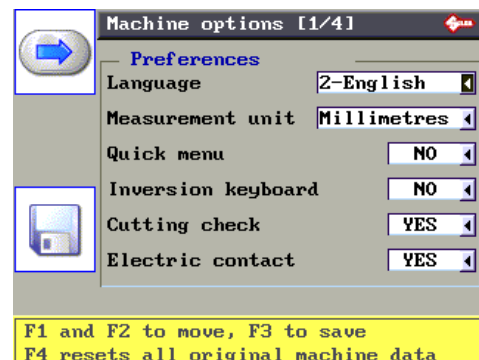 Machine options [1/4]
Preferences
Language 2-English
Measurement unit Millimetres
Quick menu NO
Inversion keyboard NO
Cutting check YES
Electric contact YES
F1 and F2 to move, F3 to save
F4 resets all original machine data